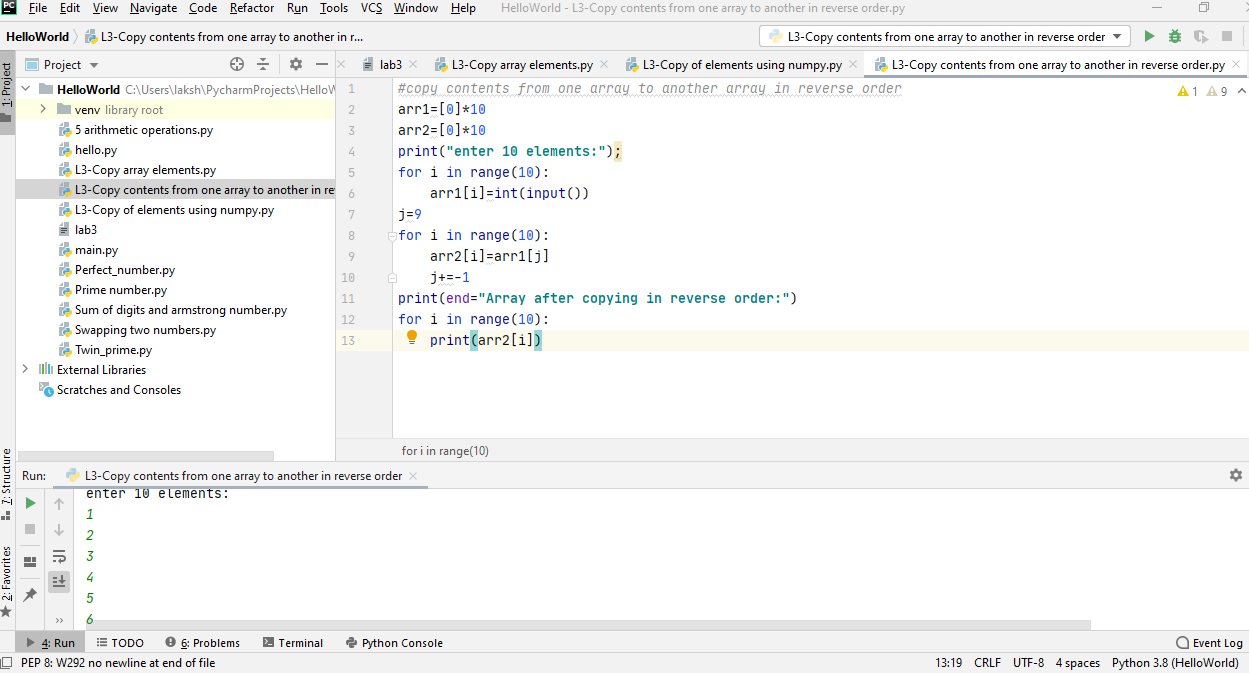 PC File Edit View Navigate Code Refactor Run Tools VCS Window Help HelloWorld - L3-Copy contents from one array to another in reverse order.py
HelloWorld L3-Copy contents from one array to another in r... L3-Copy contents from one array to another in reverse order
1: Project
Project
lab3 L3-Copy array elements.py L3-Copy of elements using numpy.py L3-Copy contents from one array to another in reverse order.py
HelloWorld C:\Users\laksh\PycharmProjects\HelloW
venv library root
5 arithmetic operations.py
hello.py
L3-Copy array elements.py
L3-Copy contents from one array to another in re
L3-Copy of elements using numpy.py
lab3
main.py
Perfect_number.py
Prime number.py
Sum of digits and armstrong number.py
Swapping two numbers.py
Twin_prime.py
External Libraries
Scratches and Consoles
1 #copy contents from one array to another array in reverse order
2 arr1=[0]*10
3 arr2=[0]*10
4 print("enter 10 elements:");
5 for i in range(10):
6     arr1[i]=int(input())
7 j=9
8 for i in range(10):
9     arr2[i]=arr1[j]
10     j+=-1
11 print(end="Array after copying in reverse order:")
12 for i in range(10):
13     print(arr2[i])
1 9
for i in range(10)
7: Structure
2: Favorites
Run: L3-Copy contents from one array to another in reverse order
enter 10 elements:
1
2
3
4
5
6
4: Run TODO 6: Problems Terminal Python Console Event Log
PEP 8: W292 no newline at end of file 13:19 CRLF UTF-8 4 spaces Python 3.8 (HelloWorld)